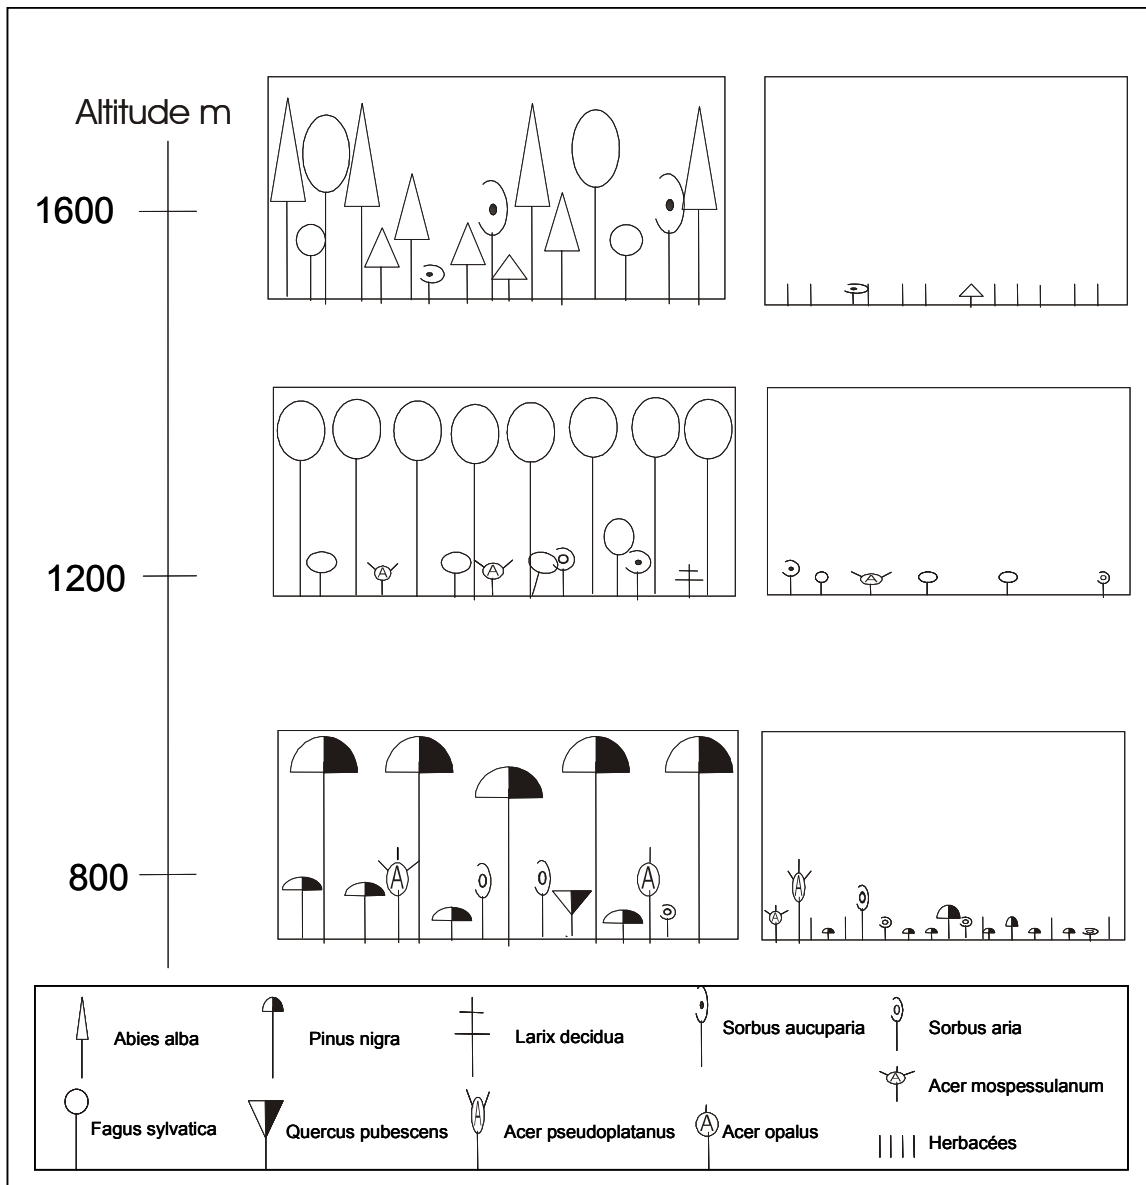 Altitude m
1600
1200
A
A
A
800
A
A
A
A
Abies alba
Pinus nigra
Larix decidua
Sorbus aucuparia
Sorbus aria
A
Acer mospessulanum
Fagus sylvatica
Quercus pubescens
A
Acer pseudoplatanus
A
Acer opalus
Herbacées